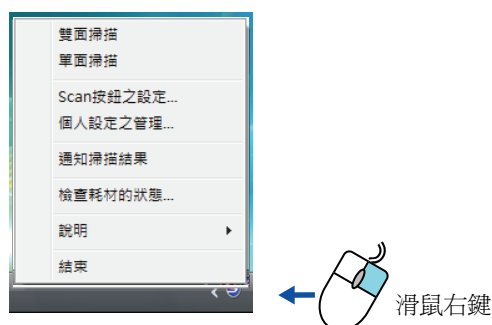 雙面掃描
單面掃描
Scan按鈕之設定...
個人設定之管理...
通知掃描結果
檢查耗材的狀態...
說明
結束
滑鼠右鍵